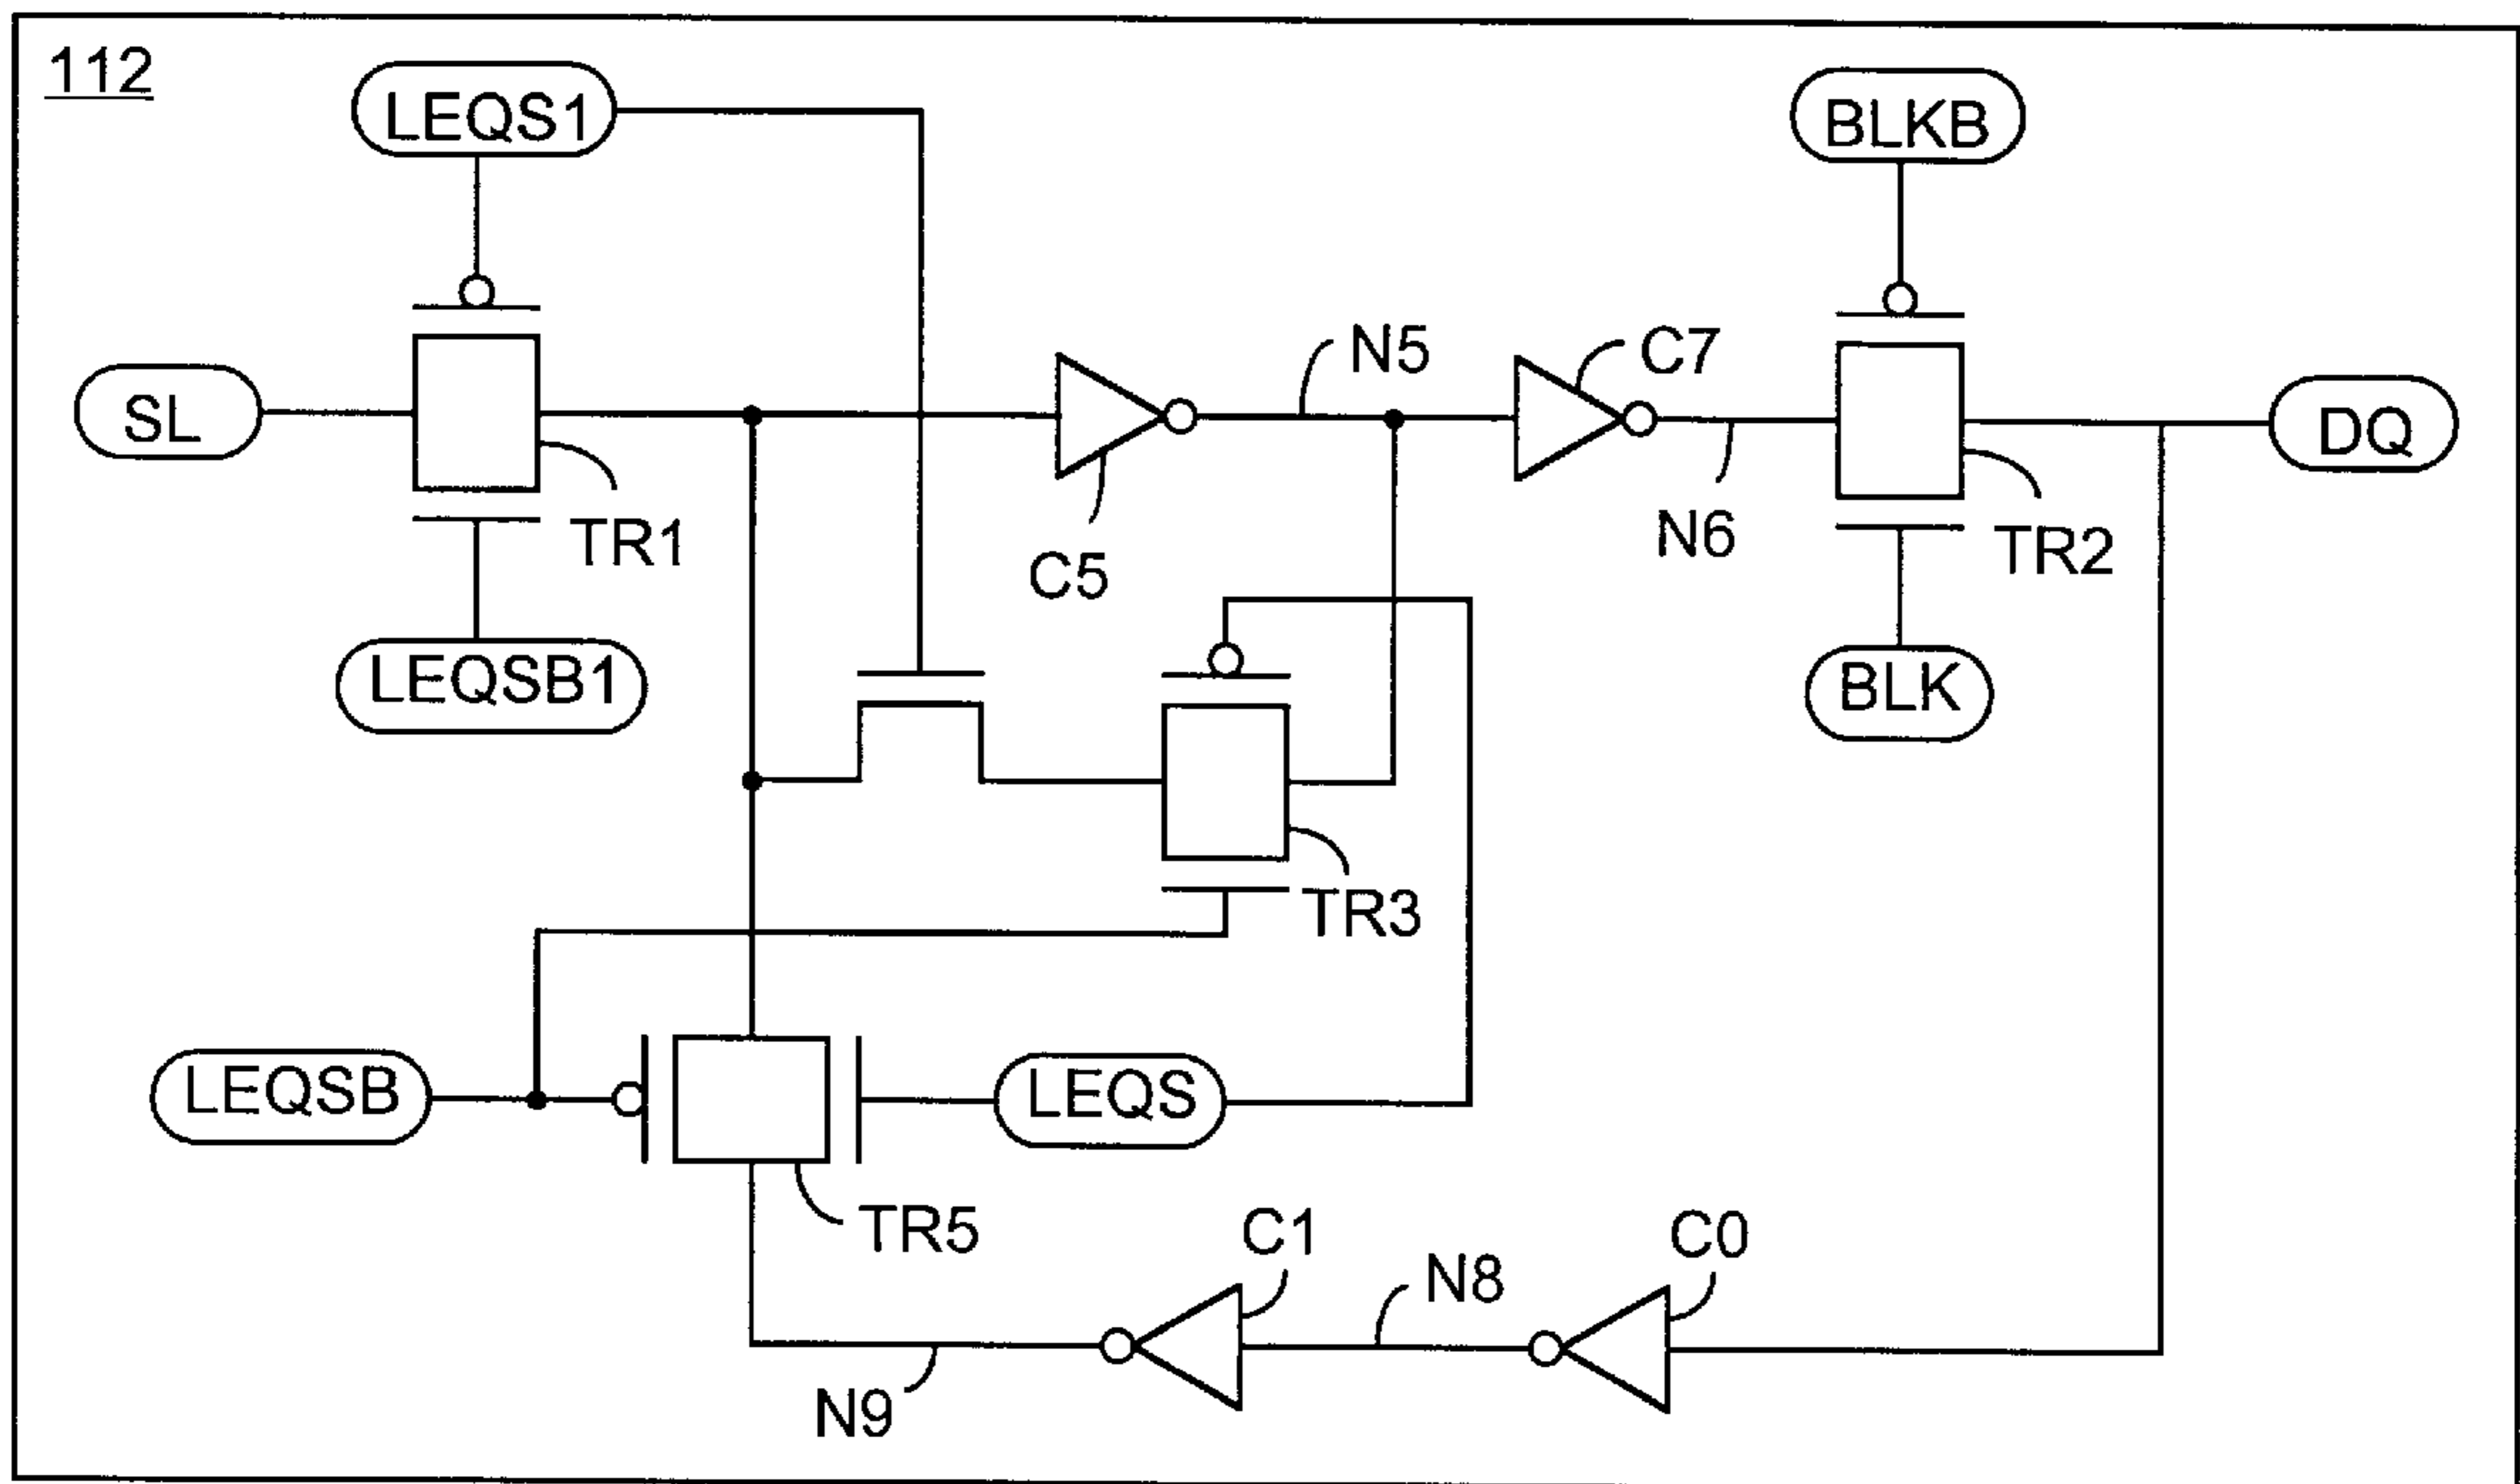 112
LEQS1
BLKB
SL
TR1
N5
C7
DQ
C5
N6
TR2
LEQSB1
BLK
TR3
LEQSB
LEQS
TR5
C1
N8
C0
N9